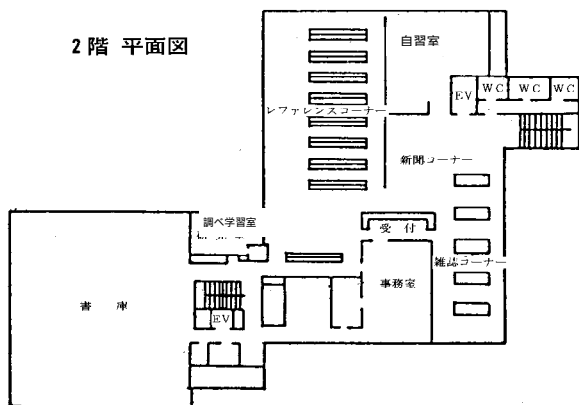 2階 平面図
自習室
EV
WC
WC
WC
レファレンスコーナー
新聞コーナー
調べ学習室
受付
雑誌コーナー
事務室
書庫
EV